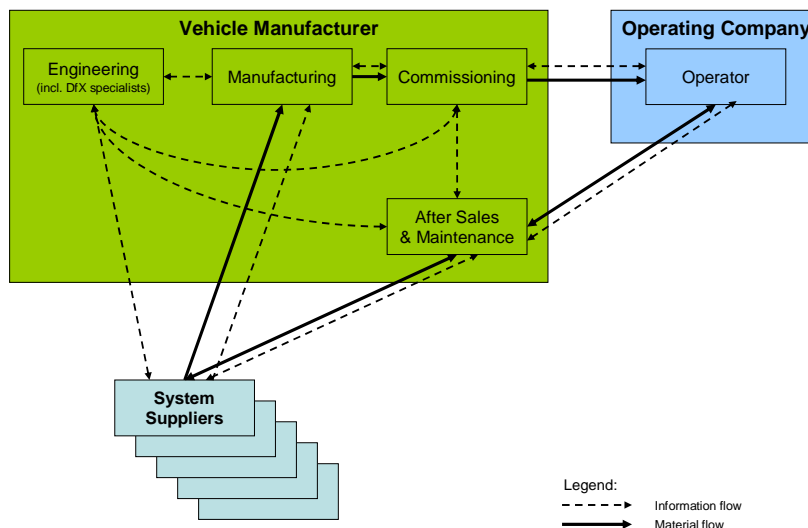 Vehicle Manufacturer
Operating Company
Engineering
(incl. DfX specialists)
Manufacturing
Commissioning
Operator
After Sales
& Maintenance
System
Suppliers
Legend:
Information flow
Material flow